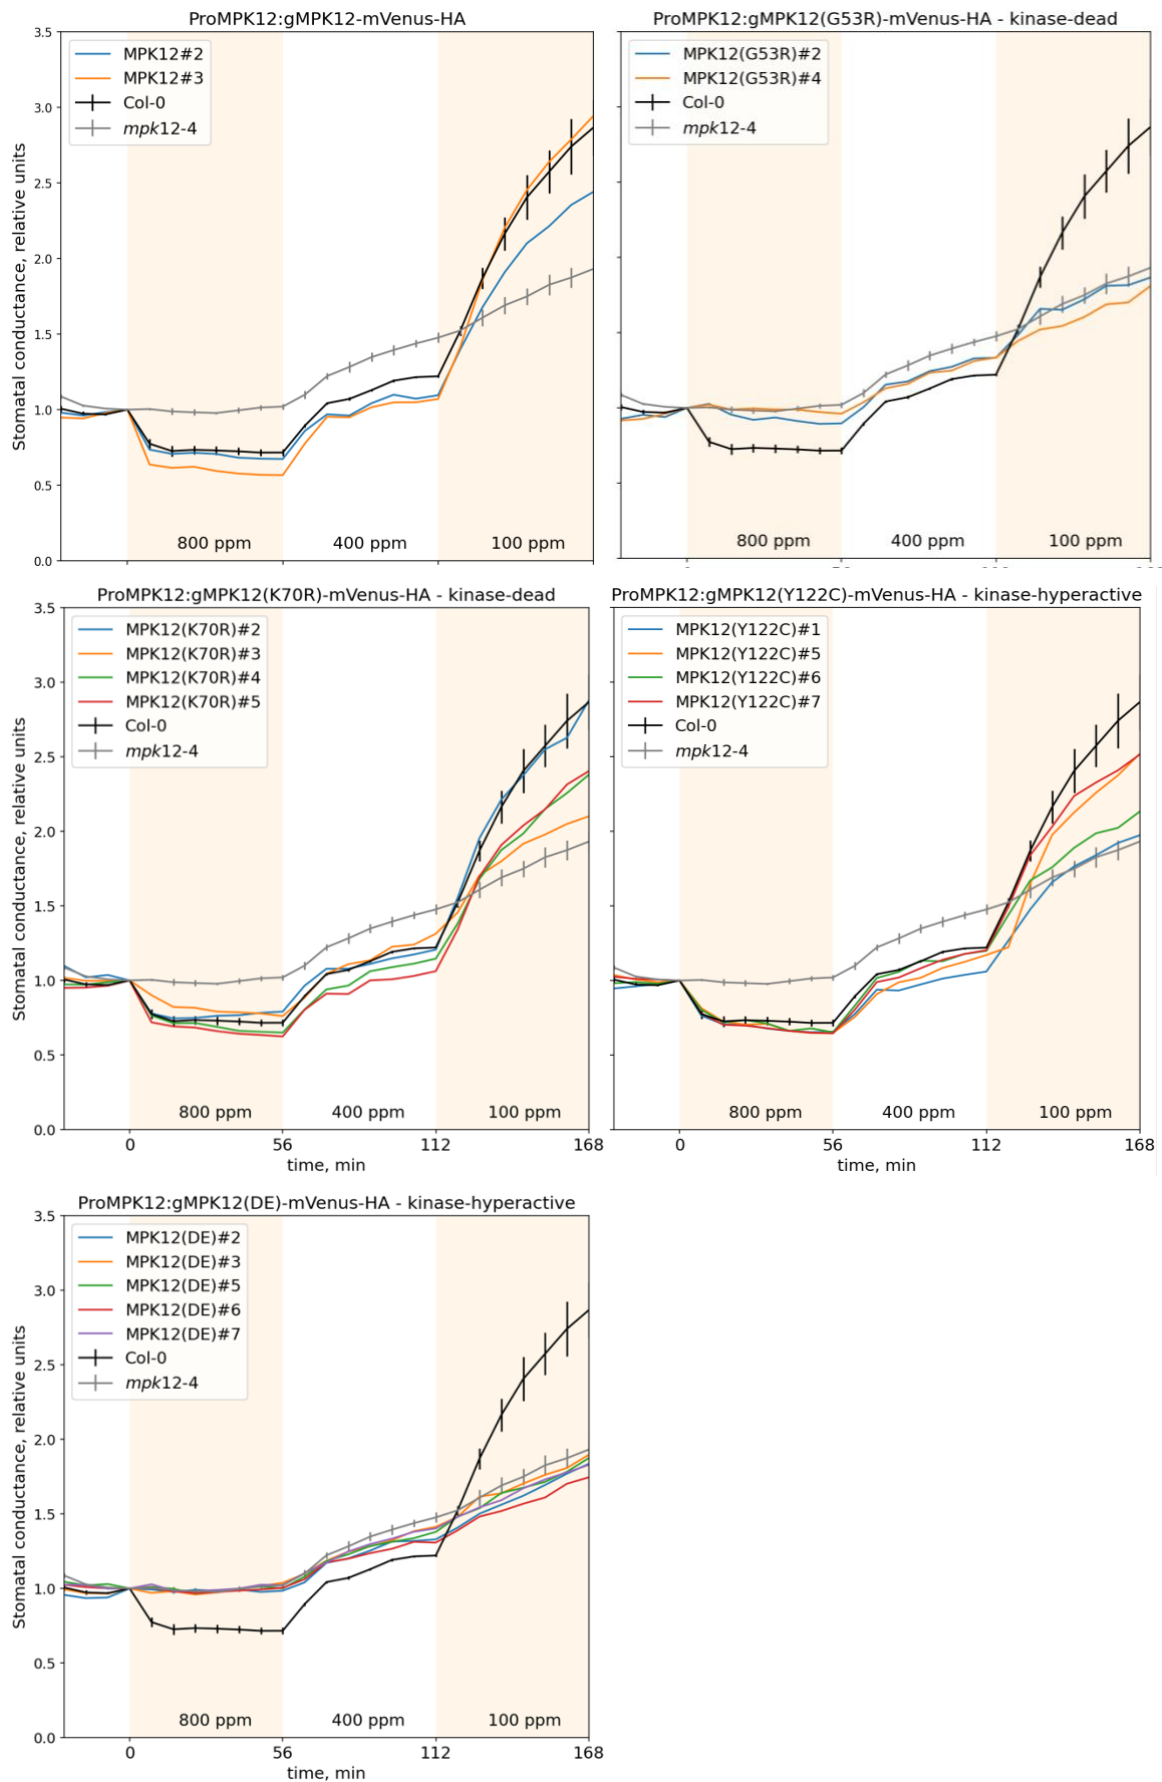 ProMPK12:gMPK12-mVenus-HA
3.5
3.0
2.5
2.0
1.5
1.0
0.5
0.0
Stomatal conductance, relative units
MPK12#2
MPK12#3
Col-0
mpk12-4
800 ppm
400 ppm
100 ppm
ProMPK12:gMPK12(G53R)-mVenus-HA - kinase-dead
MPK12(G53R)#2
MPK12(G53R)#4
Col-0
mpk12-4
800 ppm
400 ppm
100 ppm
ProMPK12:gMPK12(K70R)-mVenus-HA - kinase-dead
3.5
3.0
2.5
2.0
1.5
1.0
0.5
0.0
Stomatal conductance, relative units
MPK12(K70R)#2
MPK12(K70R)#3
MPK12(K70R)#4
MPK12(K70R)#5
Col-0
mpk12-4
800 ppm
400 ppm
100 ppm
0
56
112
168
time, min
ProMPK12:gMPK12(Y122C)-mVenus-HA - kinase-hyperactive
MPK12(Y122C)#1
MPK12(Y122C)#5
MPK12(Y122C)#6
MPK12(Y122C)#7
Col-0
mpk12-4
800 ppm
400 ppm
100 ppm
0
56
112
168
time, min
ProMPK12:gMPK12(DE)-mVenus-HA - kinase-hyperactive
3.5
3.0
2.5
2.0
1.5
1.0
0.5
0.0
Stomatal conductance, relative units
MPK12(DE)#2
MPK12(DE)#3
MPK12(DE)#5
MPK12(DE)#6
MPK12(DE)#7
Col-0
mpk12-4
800 ppm
400 ppm
100 ppm
0
56
112
168
time, min